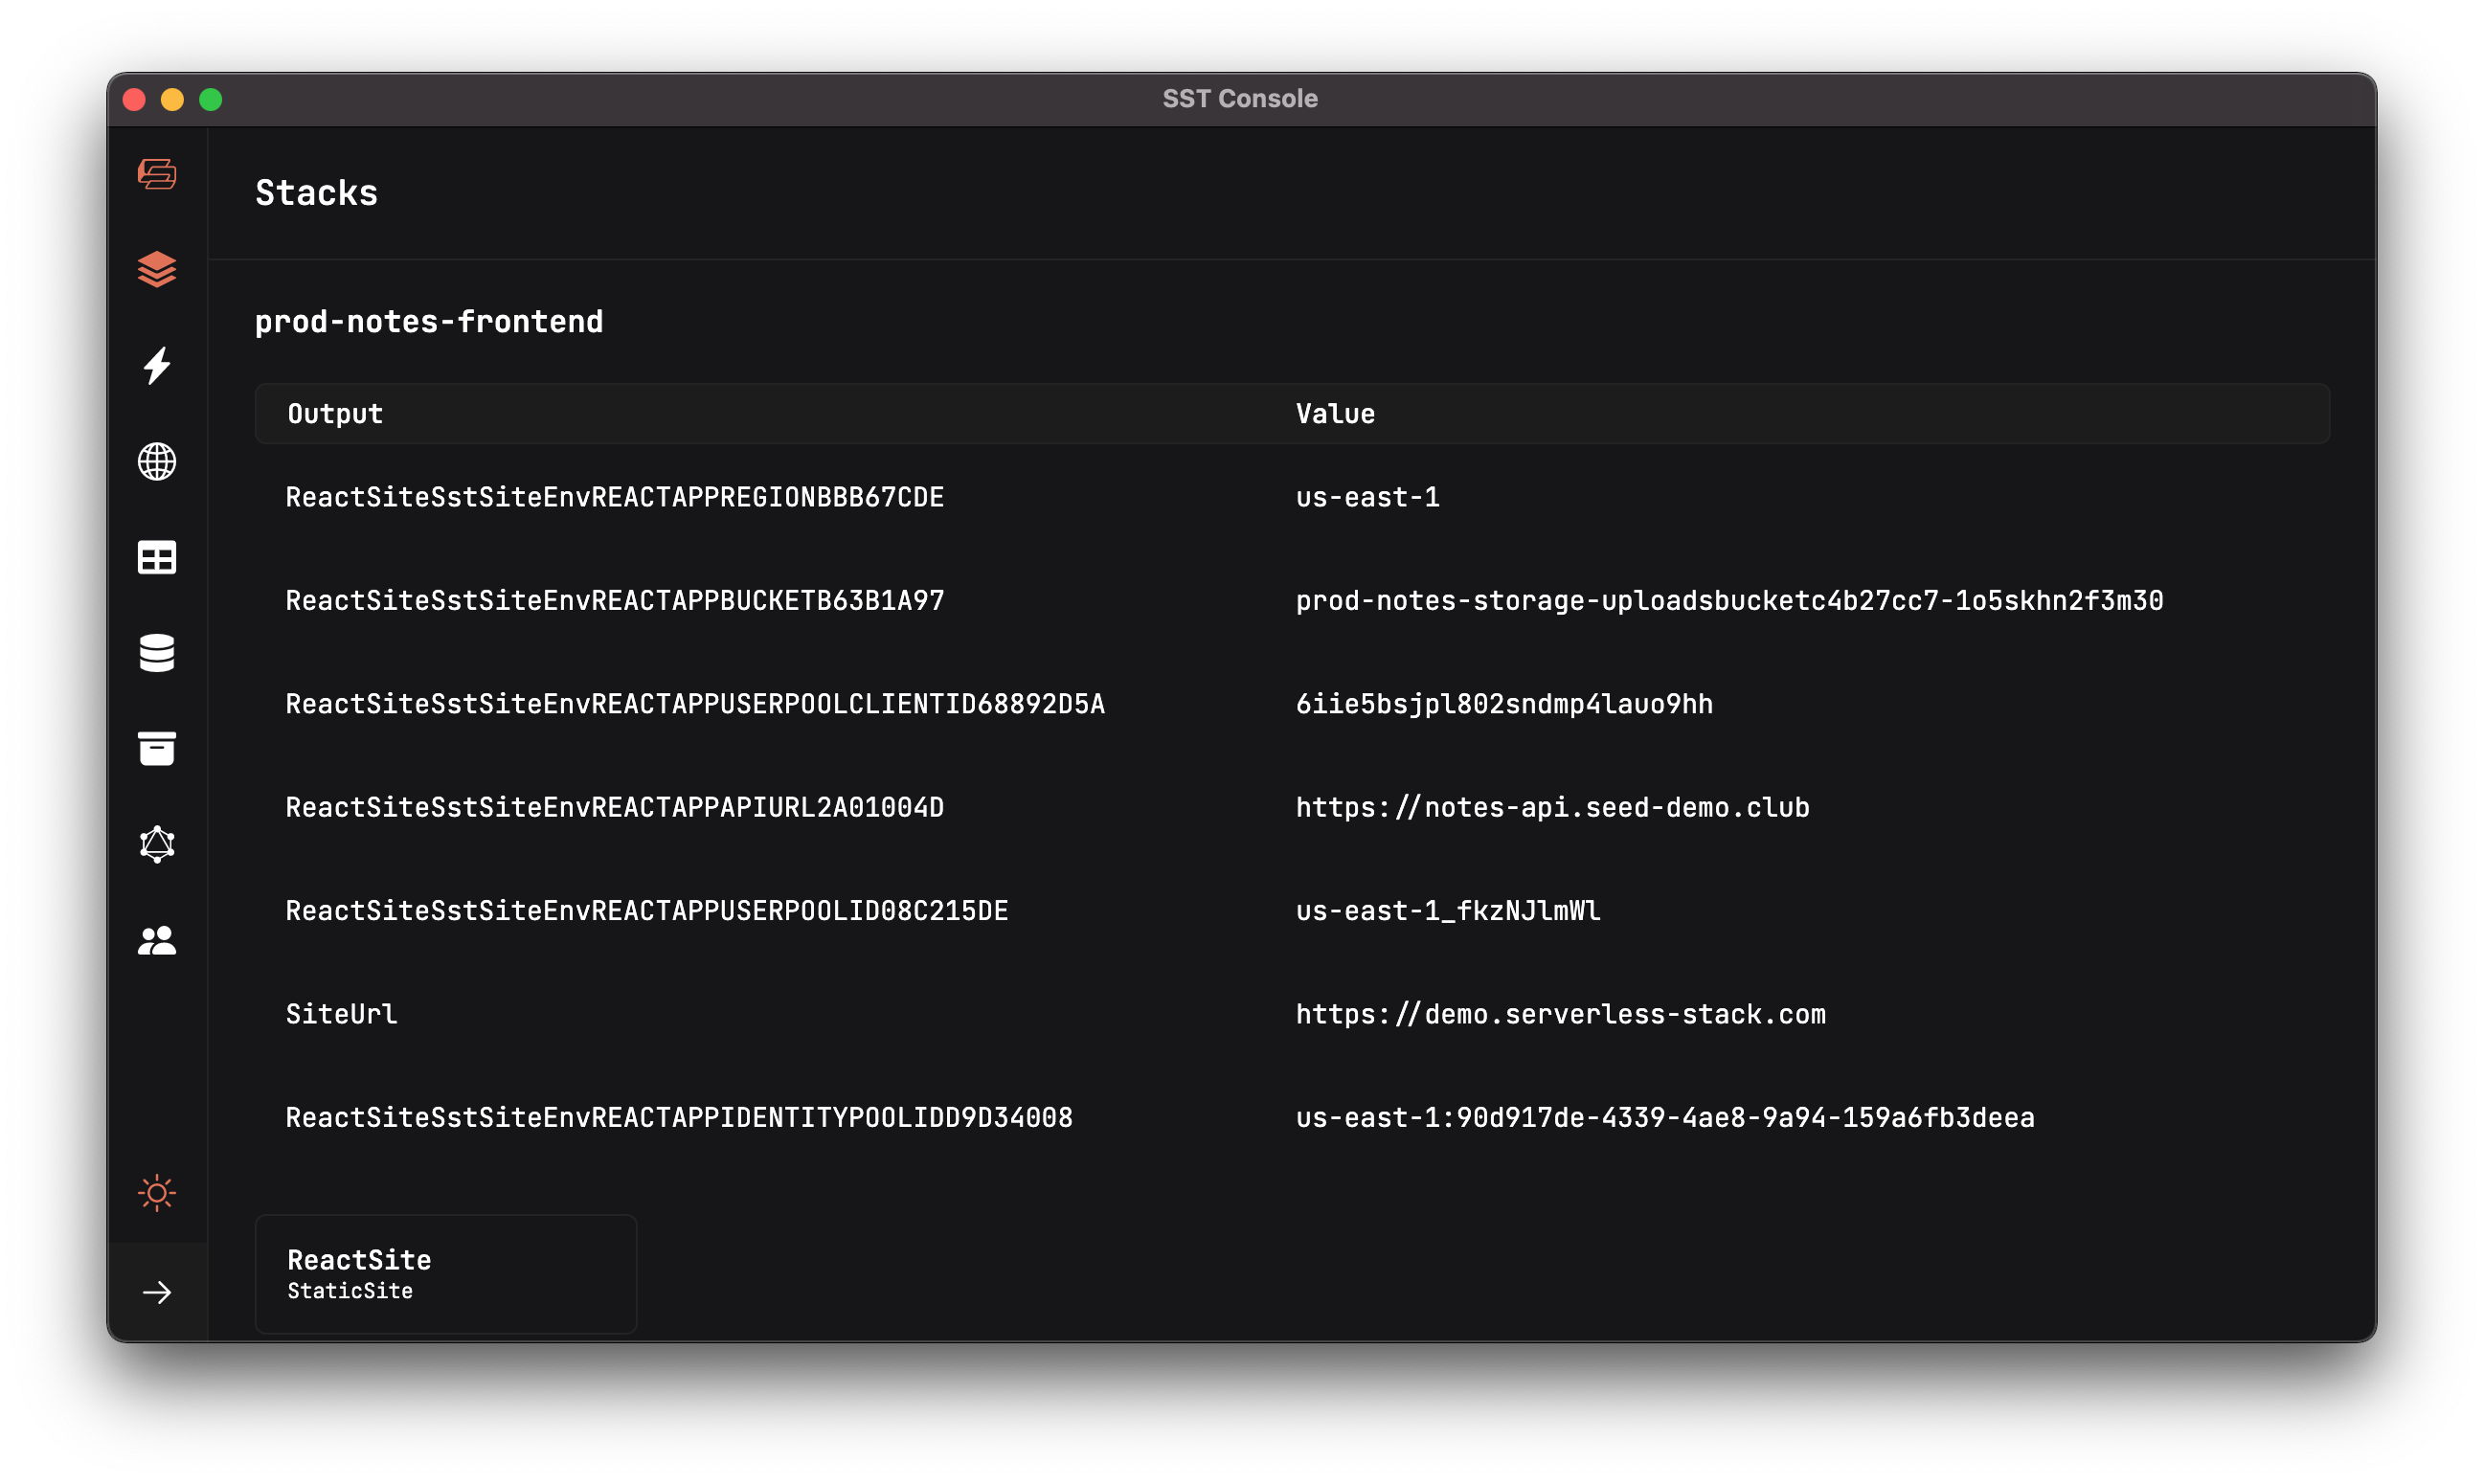 SST Console
Stacks
prod-notes-frontend
Output Value
ReactSiteSstSiteEnvREACTAPPREGIONBBB67CDE us-east-1
ReactSiteSstSiteEnvREACTAPPBUCKETB63B1A97 prod-notes-storage-uploadsbucketc4b27cc7-1o5skhn2f3m30
ReactSiteSstSiteEnvREACTAPPUSERPOOLCLIENTID68892D5A 6iie5bsjpl802sndmp4lauo9hh
ReactSiteSstSiteEnvREACTAPPAPIURL2A01004D https://notes-api.seed-demo.club
ReactSiteSstSiteEnvREACTAPPUSERPOOLID08C215DE us-east-1_fkzNJlmWl
SiteUrl https://demo.serverless-stack.com
ReactSiteSstSiteEnvREACTAPPIDENTITYPOOLIDD9D34008 us-east-1:90d917de-4339-4ae8-9a94-159a6fb3deea
ReactSite
StaticSite